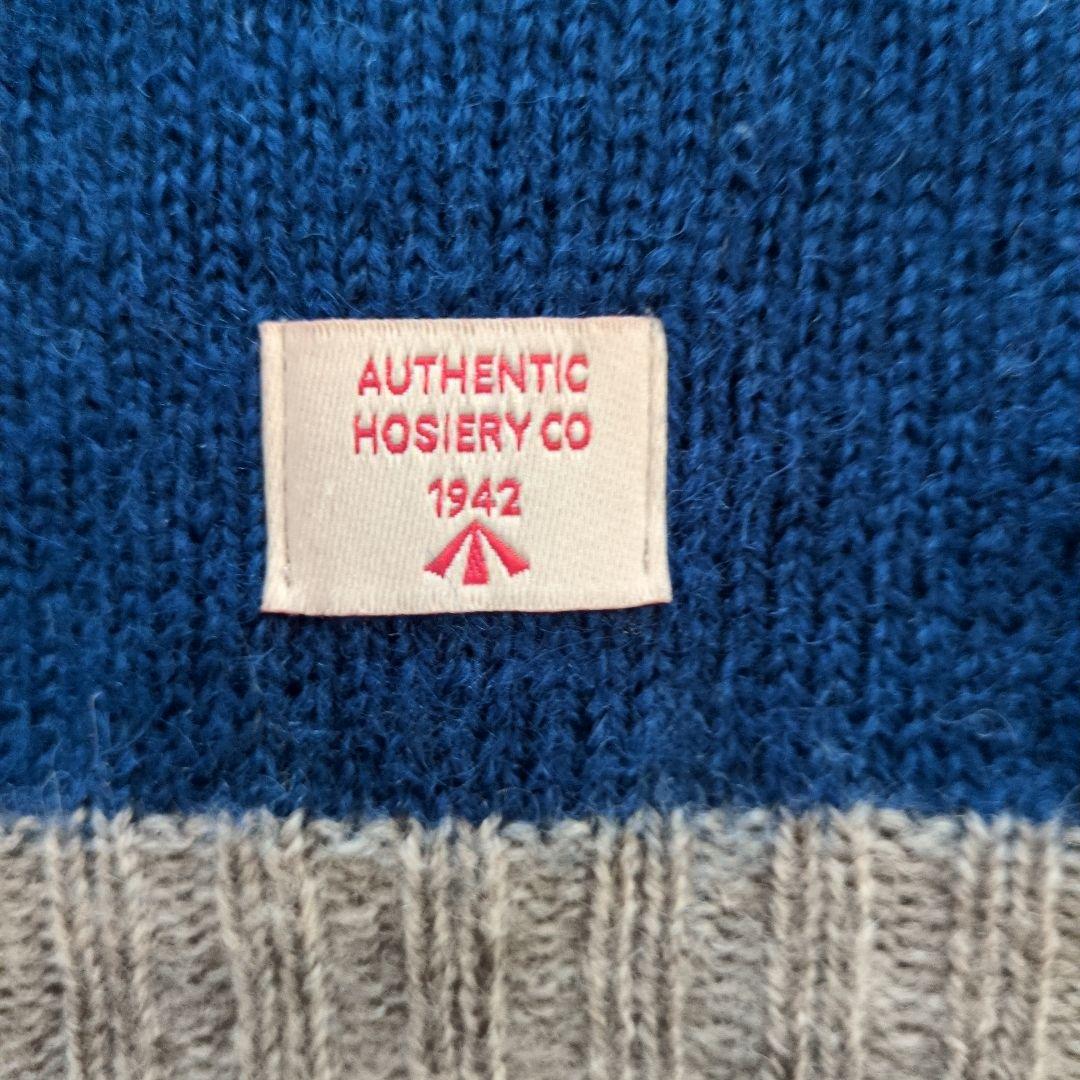 AUTHENTIC
HOSIERY CO
1942